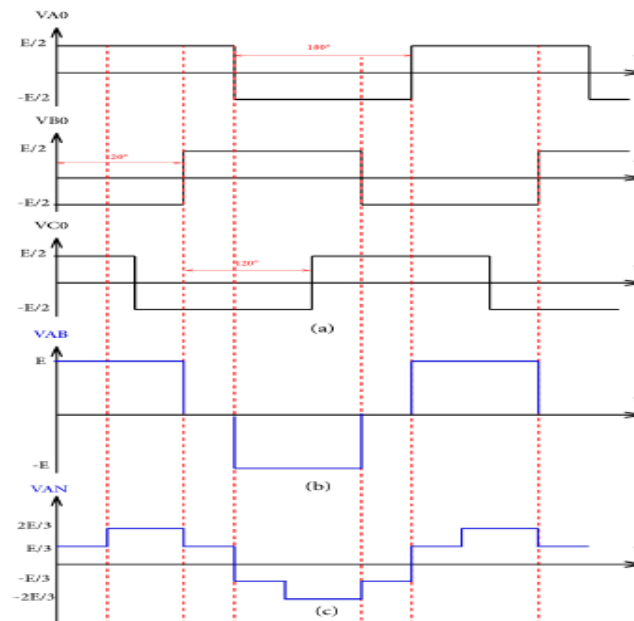 VA0
E/2
180°
-E/2
VB0
E/2
120°
-E/2
VC0
E/2
120°
-E/2
(a)
VAB
E
-E
(b)
VAN
2E/3
E/3
-E/3
-2E/3
(c)